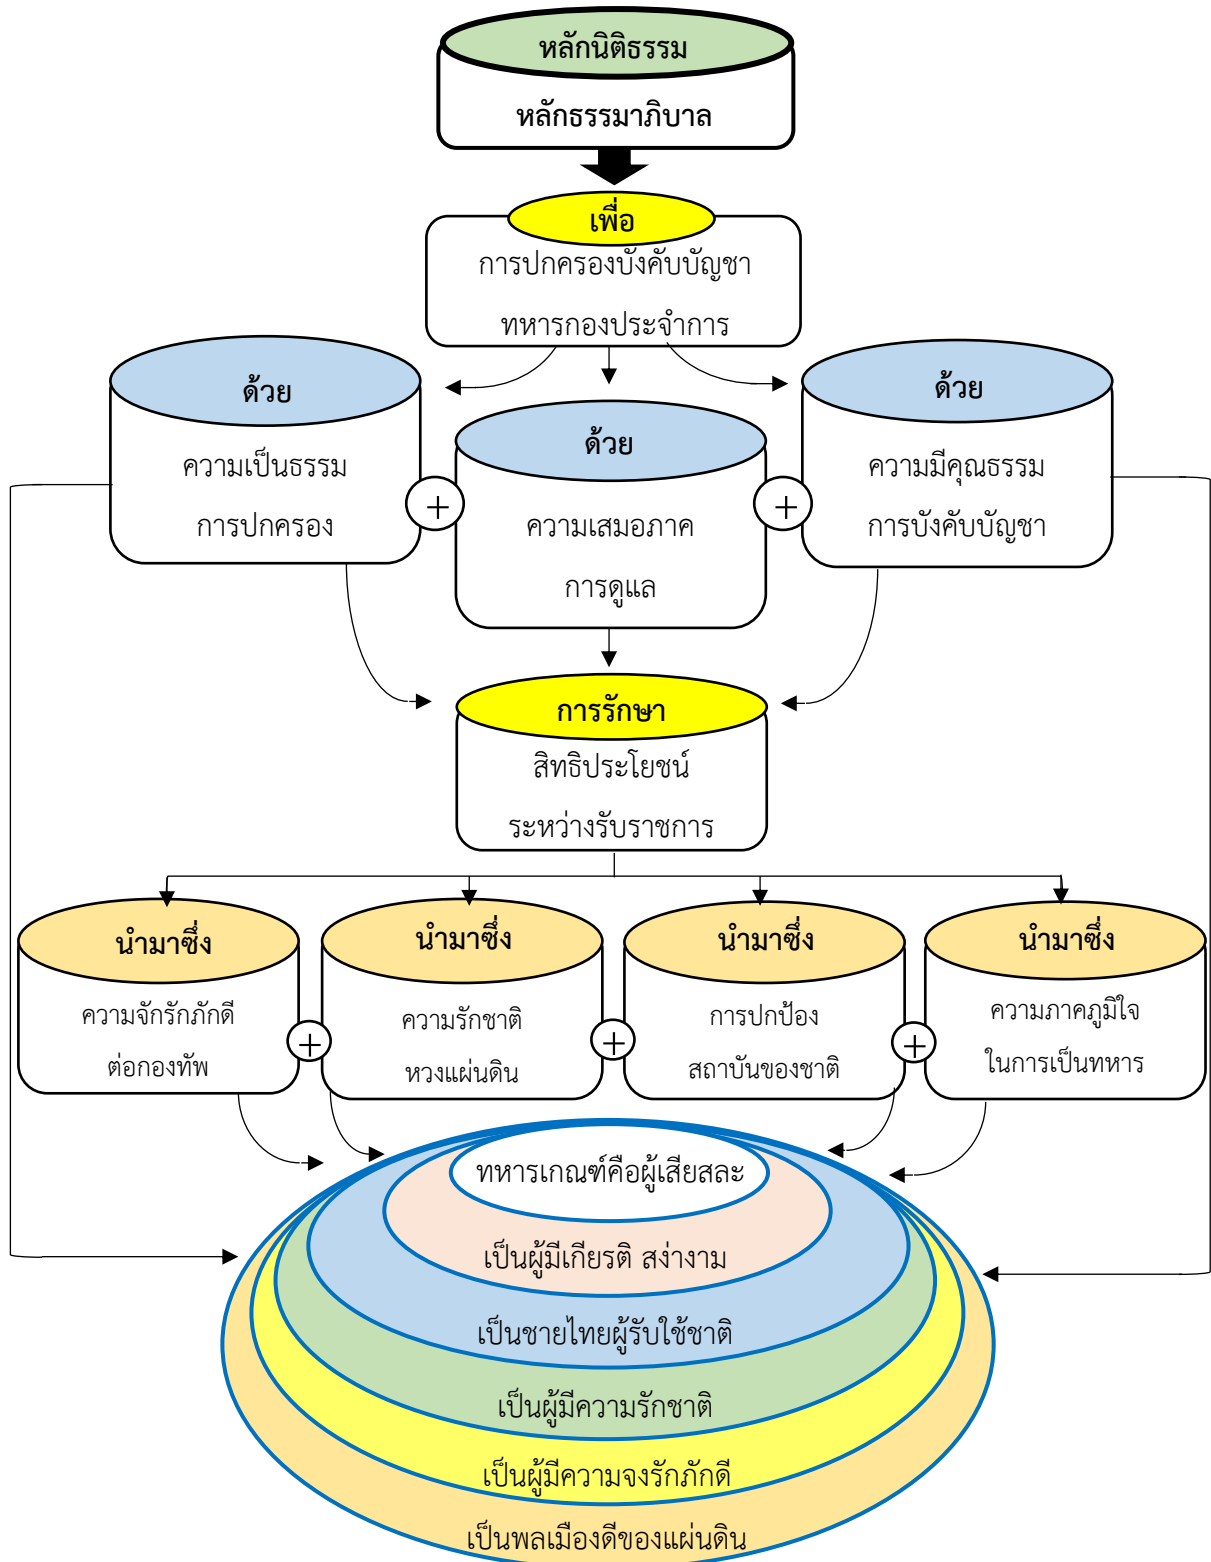 หลักนิติธรรม
หลักธรรมาภิบาล
เพื่อ
การปกครองบังคับบัญชา
ทหารกองประจำการ
ด้วย
ความเป็นธรรม
การปกครอง
+
ด้วย
ความเสมอภาค
การดูแล
+
ด้วย
ความมีคุณธรรม
การบังคับบัญชา
การรักษา
สิทธิประโยชน์
ระหว่างรับราชการ
นำมาซึ่ง
ความจักรักภักดี
ต่อกองทัพ
+
นำมาซึ่ง
ความรักชาติ
หวงแผ่นดิน
+
นำมาซึ่ง
การปกป้อง
สถาบันของชาติ
+
นำมาซึ่ง
ความภาคภูมิใจ
ในการเป็นทหาร
ทหารเกณฑ์คือผู้เสียสละ
เป็นผู้มีเกียรติ สง่างาม
เป็นชายไทยผู้รับใช้ชาติ
เป็นผู้มีความรักชาติ
เป็นผู้มีความจงรักภักดี
เป็นพลเมืองดีของแผ่นดิน